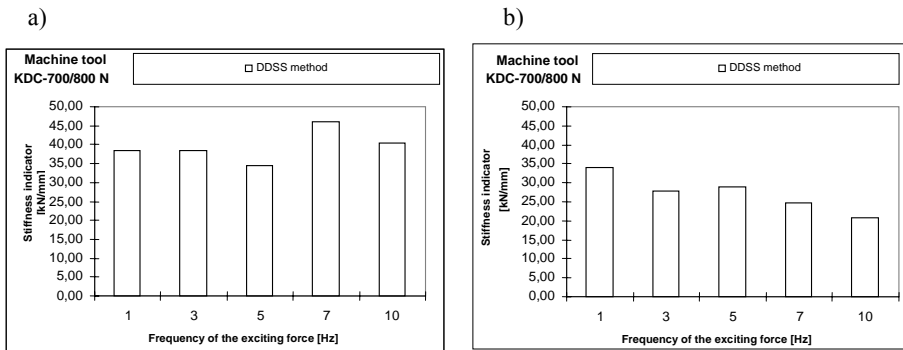 a)
Machine tool
KDC-700/800 N
DDSS method
Stiffness indicator
[kN/mm]
50,00
45,00
40,00
35,00
30,00
25,00
20,00
15,00
10,00
5,00
0,00
1 3 5 7 10
Frequency of the exciting force [Hz]
b)
Machine tool
KDC-700/800 N
DDSS method
Stiffness indicator
[kN/mm]
50,00
45,00
40,00
35,00
30,00
25,00
20,00
15,00
10,00
5,00
0,00
1 3 5 7 10
Frequency of the exciting force [Hz]